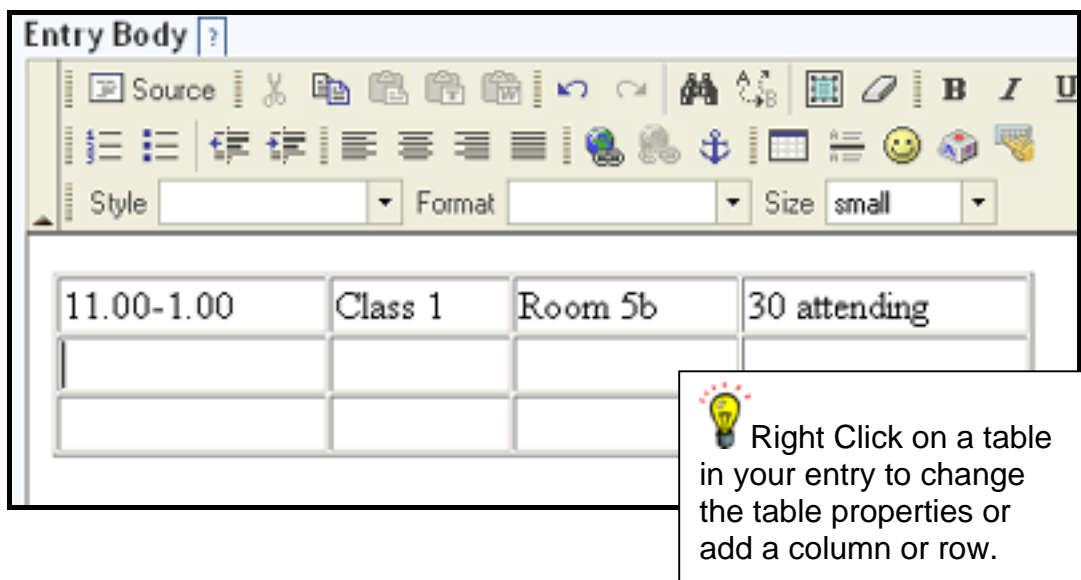 Entry Body ?
Source B I U
Style Format Size small
11.00-1.00 Class 1 Room 5b 30 attending
Right Click on a table
in your entry to change
the table properties or
add a column or row.